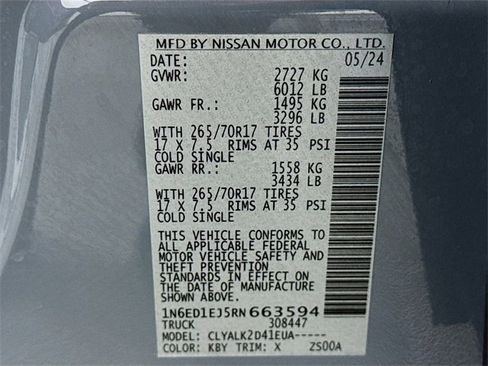 MFD BY NISSAN MOTOR CO., LTD.
DATE: 05/24
GVWR: 2727 KG
6012 LB
GAWR FR.: 1495 KG
3296 LB
WITH 265/70R17 TIRES
17 X 7.5 RIMS AT 35 PSI
COLD SINGLE
GAWR RR.: 1558 KG
3434 LB
WITH 265/70R17 TIRES
17 X 7.5 RIMS AT 35 PSI
COLD SINGLE
THIS VEHICLE CONFORMS TO
ALL APPLICABLE FEDERAL
MOTOR VEHICLE SAFETY AND
THEFT PREVENTION
STANDARDS IN EFFECT ON
THE DATE OF MANUFACTURE
SHOWN ABOVE.
1N6ED1EJ5RN663594
TRUCK 308447
MODEL: CLYALK2D41EUA-----
COLOR: KBY TRIM: X ZS00A